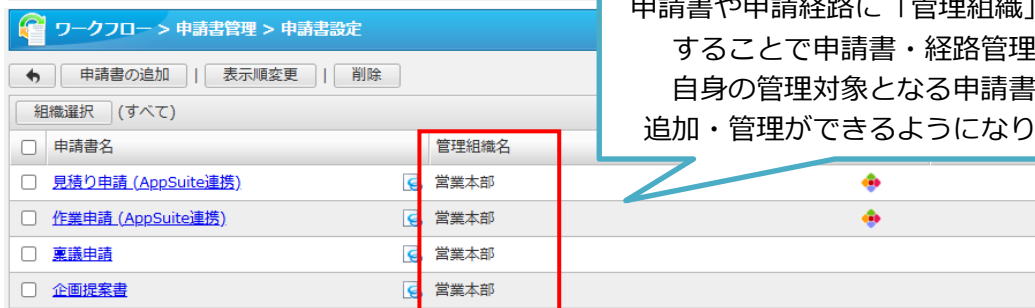 申請書や申請経路に「管理組織」
することで申請書・経路管理
自身の管理対象となる申請書
追加・管理ができるようになり
ワークフロー > 申請書管理 > 申請書設定
申請書の追加 | 表示順変更 | 削除
組織選択 (すべて)
申請書名 管理組織名
見積り申請 (AppSuite連携) 営業本部
作業申請 (AppSuite連携) 営業本部
稟議申請 営業本部
企画提案書 営業本部